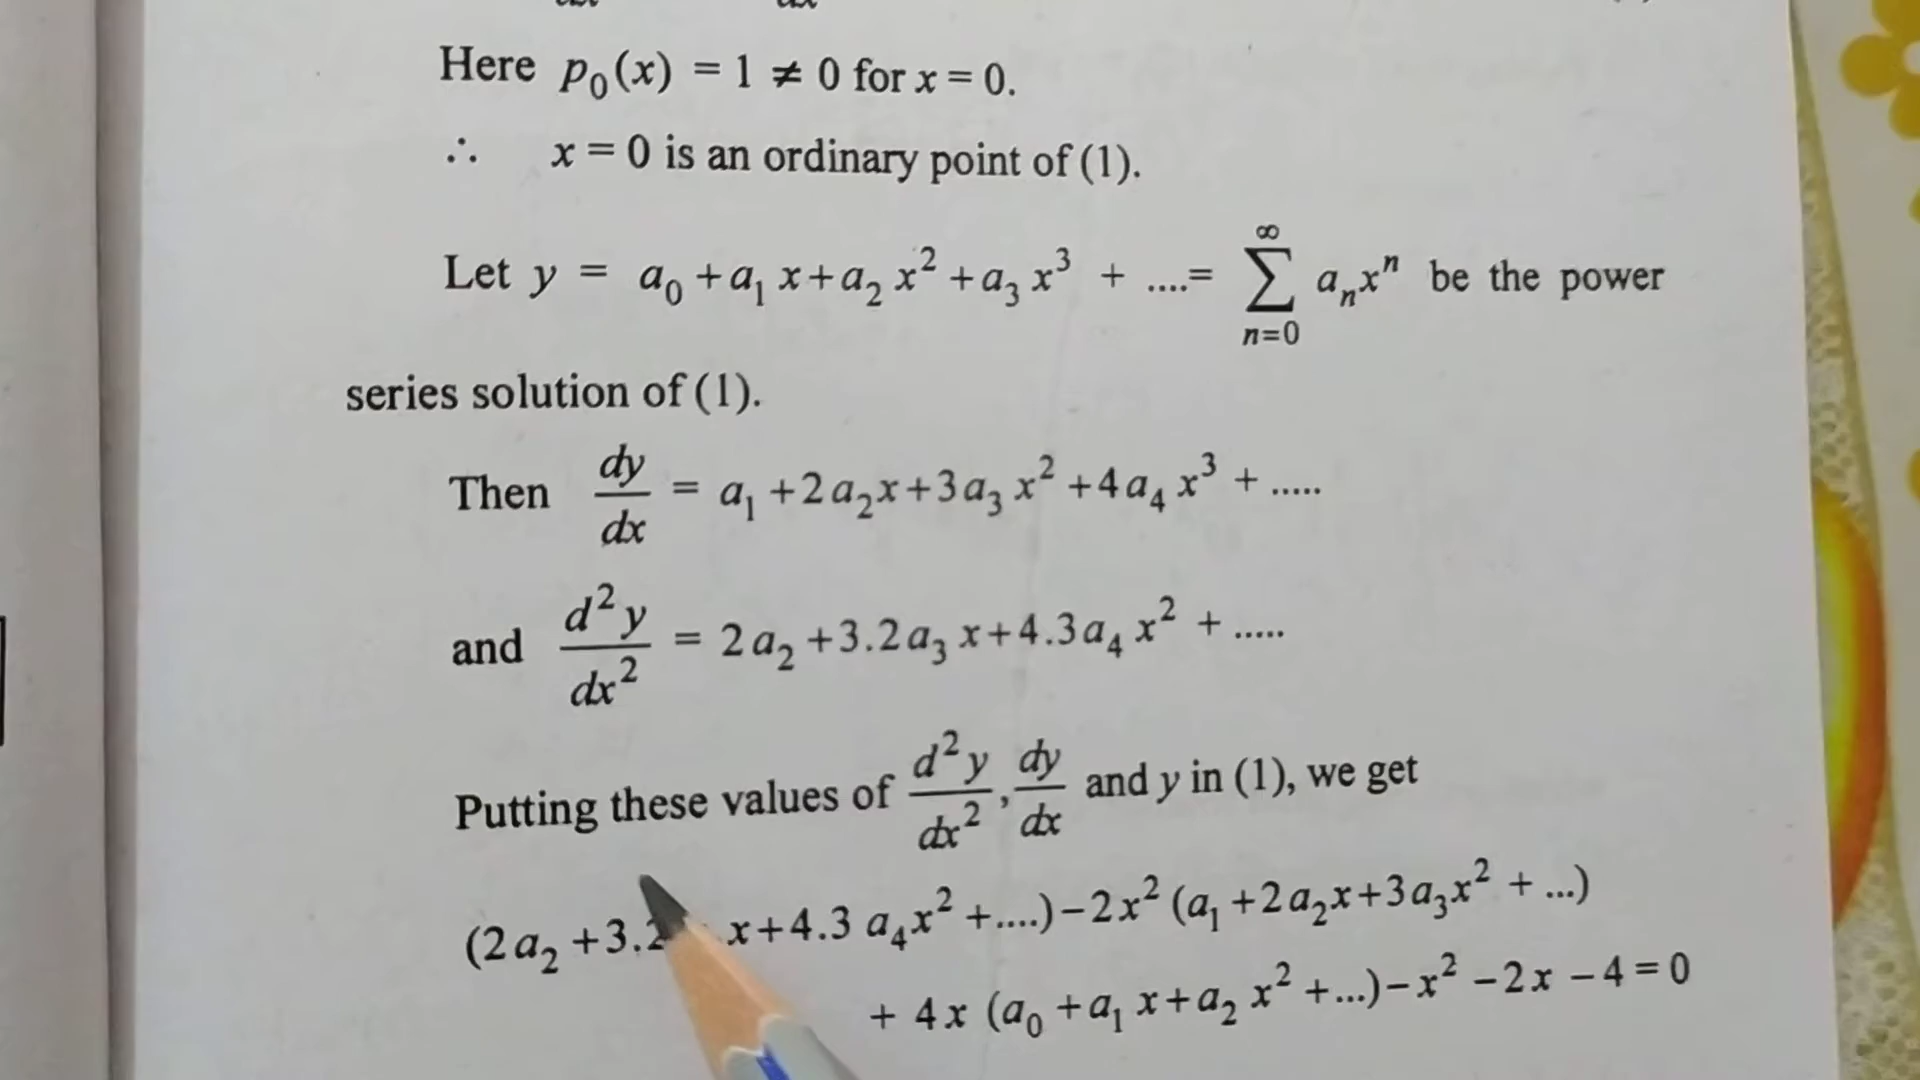 Here p₀(x) = 1 ≠ 0 for x = 0.
∴ x = 0 is an ordinary point of (1).
Let y = a₀ + a₁ x + a₂ x² + a₃ x³ + ....= ∑_{n=0}^{∞} aₙxⁿ be the power
series solution of (1).
Then dy/dx = a₁ + 2a₂x + 3a₃ x² + 4a₄ x³ + .....
and d²y/dx² = 2a₂ + 3.2a₃ x + 4.3a₄ x² + .....
Putting these values of d²y/dx², dy/dx and y in (1), we get
(2a₂ + 3.2 x + 4.3 a₄x² + ....) – 2x² (a₁ + 2a₂x + 3a₃x² + ...)
+ 4x (a₀ + a₁ x + a₂ x² + ...) – x² – 2x – 4 = 0